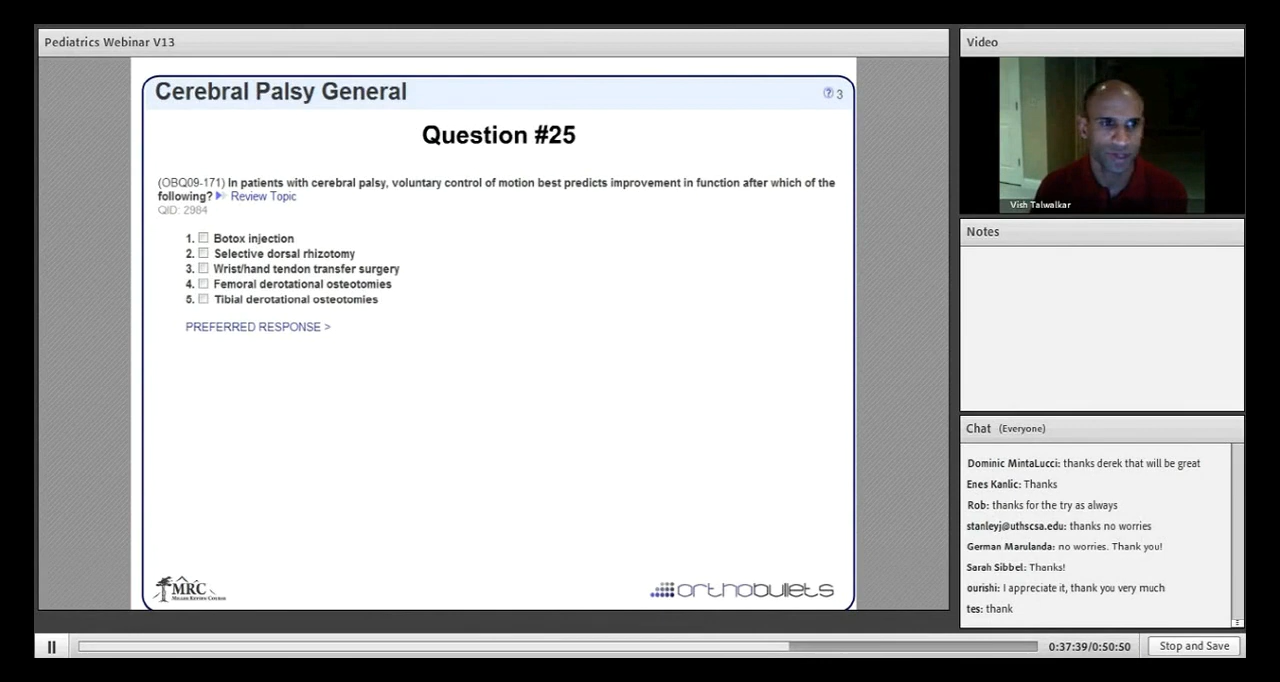 Pediatrics Webinar V13
Cerebral Palsy General
3
Question #25
(OBQ09-171) In patients with cerebral palsy, voluntary control of motion best predicts improvement in function after which of the
following? Review Topic
QID: 2984
1. Botox injection
2. Selective dorsal rhizotomy
3. Wrist/hand tendon transfer surgery
4. Femoral derotational osteotomies
5. Tibial derotational osteotomies
PREFERRED RESPONSE >
MRC
MILLER REVIEW COURSE
orthobullets
Video
Vish Talwalkar
Notes
Chat (Everyone)
Dominic MintaLucci: thanks derek that will be great
Enes Kanlic: Thanks
Rob: thanks for the try as always
stanleyj@uthscsa.edu: thanks no worries
German Marulanda: no worries. Thank you!
Sarah Sibbel: Thanks!
ourishi: I appreciate it, thank you very much
tes: thank
0:37:39/0:50:50
Stop and Save